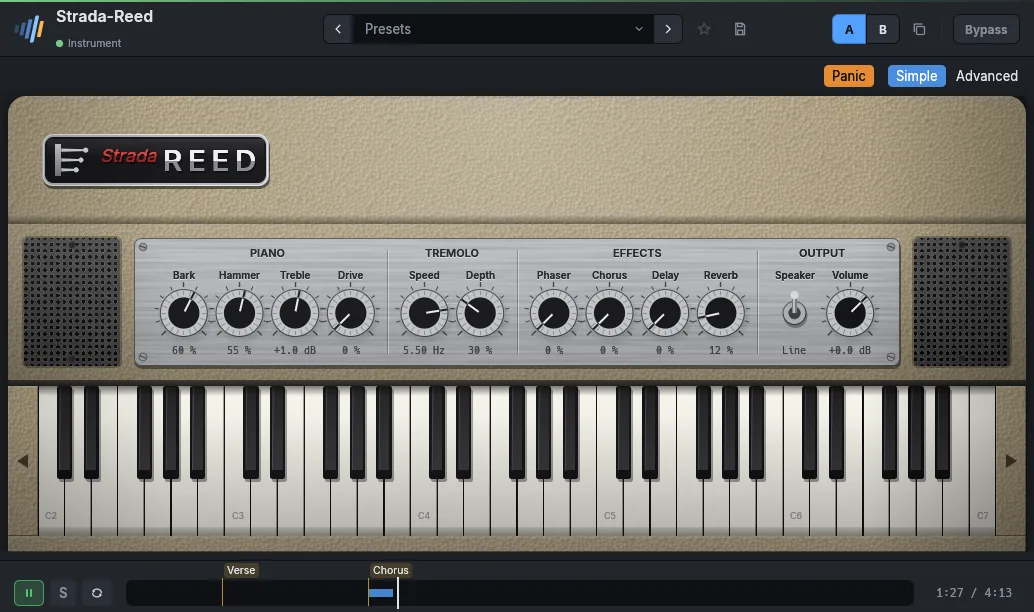 Strada-Reed
Instrument
Presets
A B
Bypass
Panic Simple Advanced
Strada REED
PIANO TREMOLO EFFECTS OUTPUT
Bark Hammer Treble Drive Speed Depth Phaser Chorus Delay Reverb Speaker Volume
60 % 55 % +1.0 dB 0 % 5.50 Hz 30 % 0 % 0 % 0 % 12 % Line +0.0 dB
C2 C3 C4 C5 C6 C7
Verse Chorus
S
1:27 / 4:13